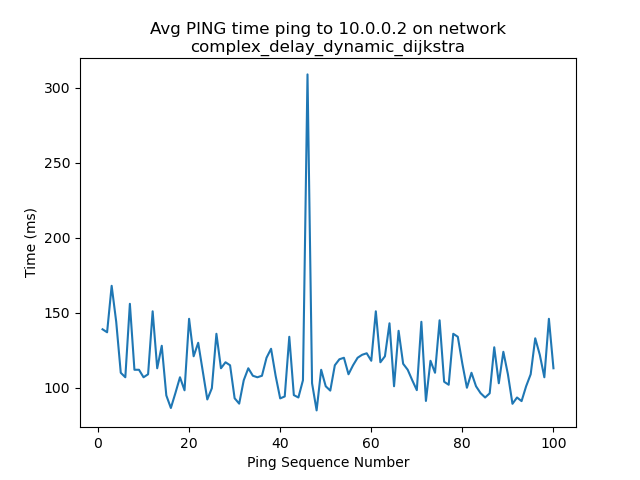 Avg PING time ping to 10.0.0.2 on network
complex_delay_dynamic_dijkstra
300
250
200
150
100
Time (ms)
0 20 40 60 80 100
Ping Sequence Number